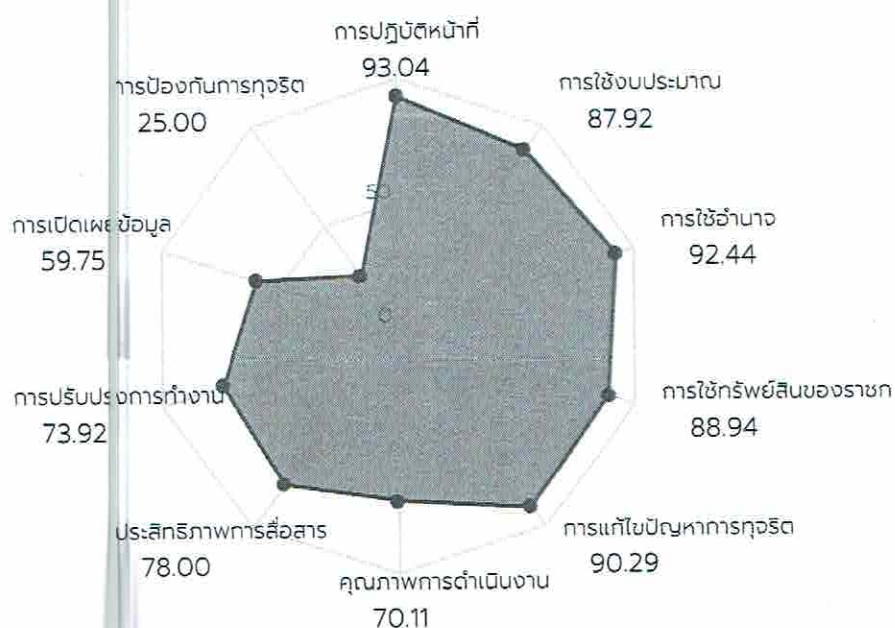 การปฏิบัติหน้าที่
93.04
การใช้งบประมาณ
87.92
การใช้อำนาจ
92.44
การใช้ทรัพย์สินของราชก
88.94
การแก้ไขปัญหาการทุจริต
90.29
คุณภาพการดำเนินงาน
70.11
ประสิทธิภาพการสื่อสาร
78.00
การปรับปรุงการทำงาน
73.92
การเปิดเผยข้อมูล
59.75
การป้องกันการทุจริต
25.00
50
0